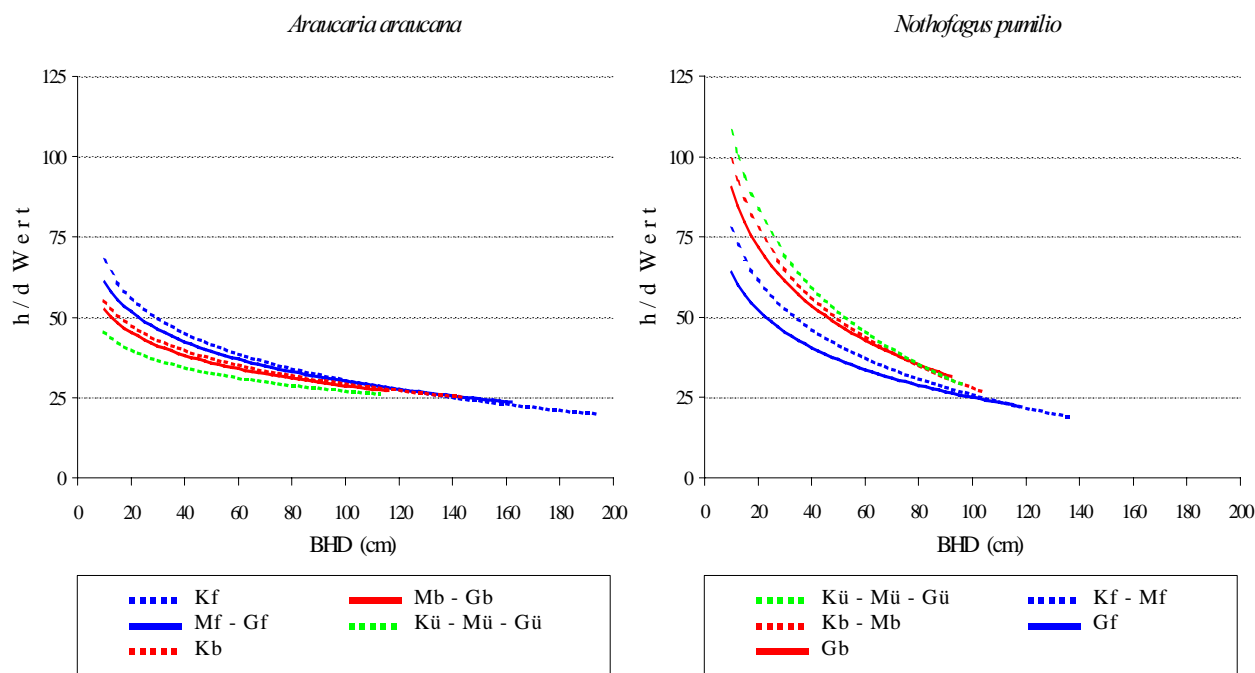 Araucaria araucana
h / d W e r t
125
100
75
50
25
0
0 20 40 60 80 100 120 140 160 180 200
BHD (cm)
Kf
Mf - Gf
Kb
Mb - Gb
Kü - Mü - Gü
Nothofagus pumilio
h / d W e r t
125
100
75
50
25
0
0 20 40 60 80 100 120 140 160 180 200
BHD (cm)
Kü - Mü - Gü
Kb - Mb
Gb
Kf - Mf
Gf